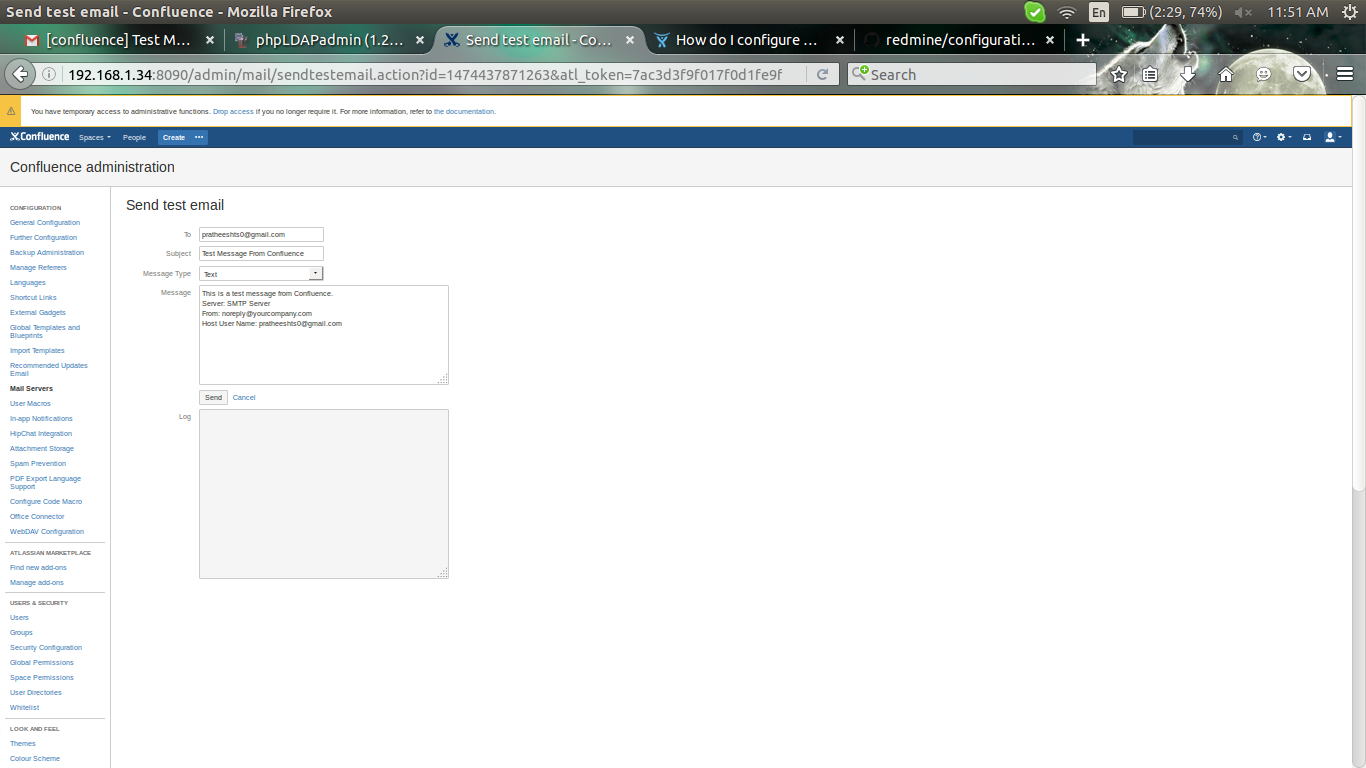 Send test email - Confluence - Mozilla Firefox
En
(2:29, 74%)
11:51 AM
[confluence] Test M...
phpLDAPadmin (1.2....
Send test email - Co...
How do I configure ...
redmine/configurati...
192.168.1.34:8090/admin/mail/sendtestemail.action?id=1474437871263&atl_token=7ac3d3f9f017f0d1fe9f
Search
You have temporary access to administrative functions. Drop access if you no longer require it. For more information, refer to the documentation.
Confluence
Spaces
People
Create
Confluence administration
CONFIGURATION
General Configuration
Further Configuration
Backup Administration
Manage Referrers
Languages
Shortcut Links
External Gadgets
Global Templates and
Blueprints
Import Templates
Recommended Updates
Email
Mail Servers
User Macros
In-app Notifications
HipChat Integration
Attachment Storage
Spam Prevention
PDF Export Language
Support
Configure Code Macro
Office Connector
WebDAV Configuration
ATLASSIAN MARKETPLACE
Find new add-ons
Manage add-ons
USERS & SECURITY
Users
Groups
Security Configuration
Global Permissions
Space Permissions
User Directories
Whitelist
LOOK AND FEEL
Themes
Colour Scheme
Send test email
To
pratheeshts0@gmail.com
Subject
Test Message From Confluence
Message Type
Text
Message
This is a test message from Confluence.
Server: SMTP Server
From: noreply@yourcompany.com
Host User Name: pratheeshts0@gmail.com
Send
Cancel
Log